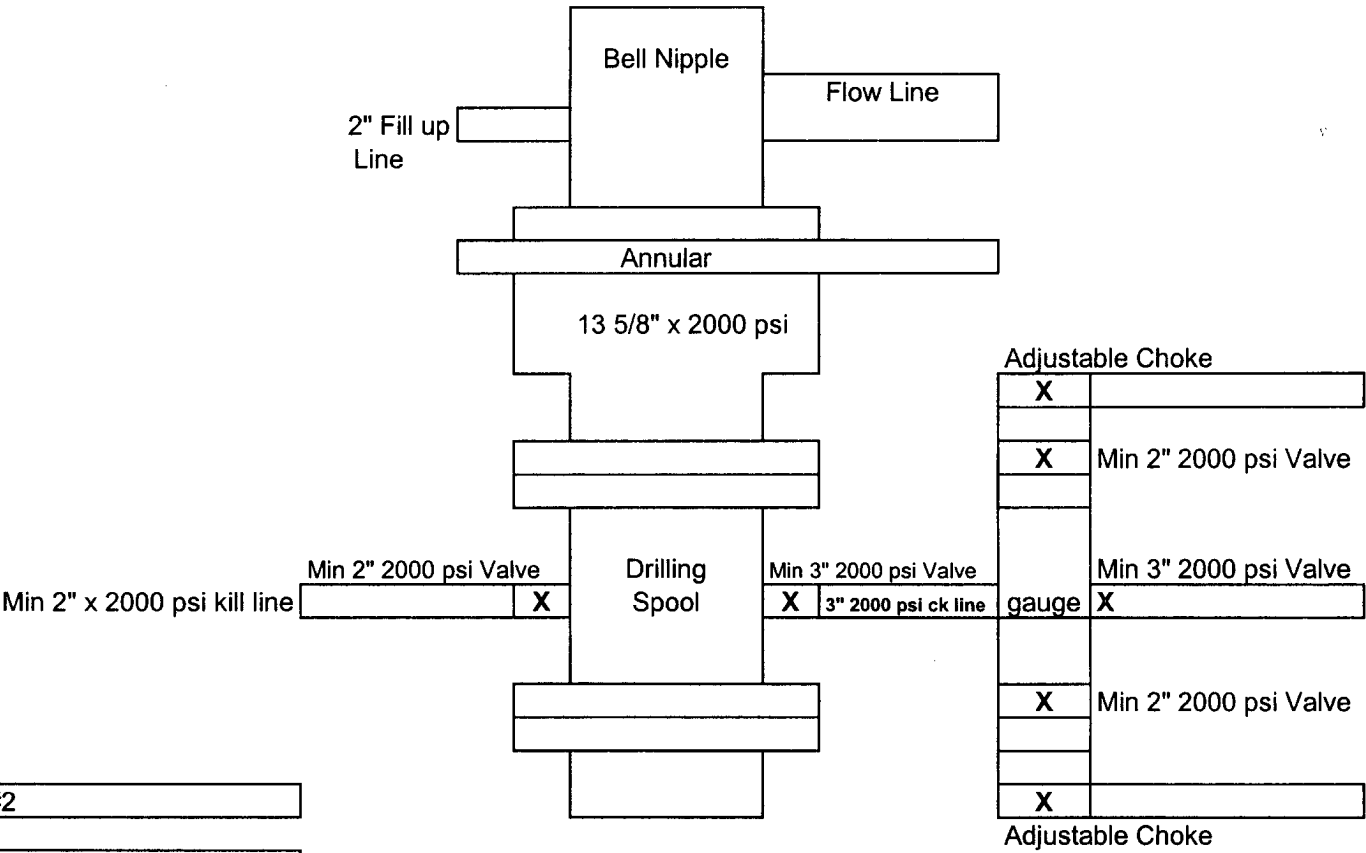 Bell Nipple
Flow Line
2" Fill up
Line
Annular
13 5/8" x 2000 psi
Adjustable Choke
X
X Min 2" 2000 psi Valve
Min 2" 2000 psi Valve
Drilling
Spool
Min 3" 2000 psi Valve
Min 3" 2000 psi Valve
Min 2" x 2000 psi kill line
X
X
3" 2000 psi ck line
gauge
X
X Min 2" 2000 psi Valve
2
X
Adjustable Choke